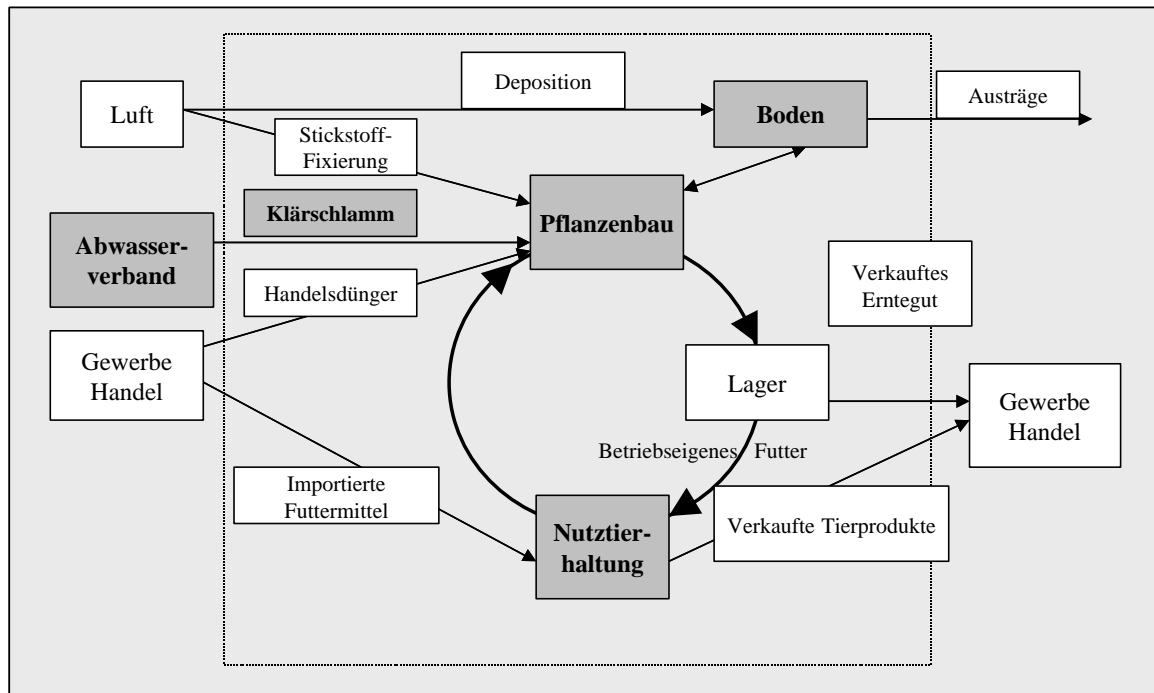 Deposition
Luft
Boden
Austräge
Stickstoff-
Fixierung
Klärschlamm
Pflanzenbau
Abwasser-
verband
Handelsdünger
Verkauftes
Erntegut
Gewerbe
Handel
Lager
Gewerbe
Handel
Betriebseigenes Futter
Importierte
Futtermittel
Nutztier-
haltung
Verkaufte Tierprodukte